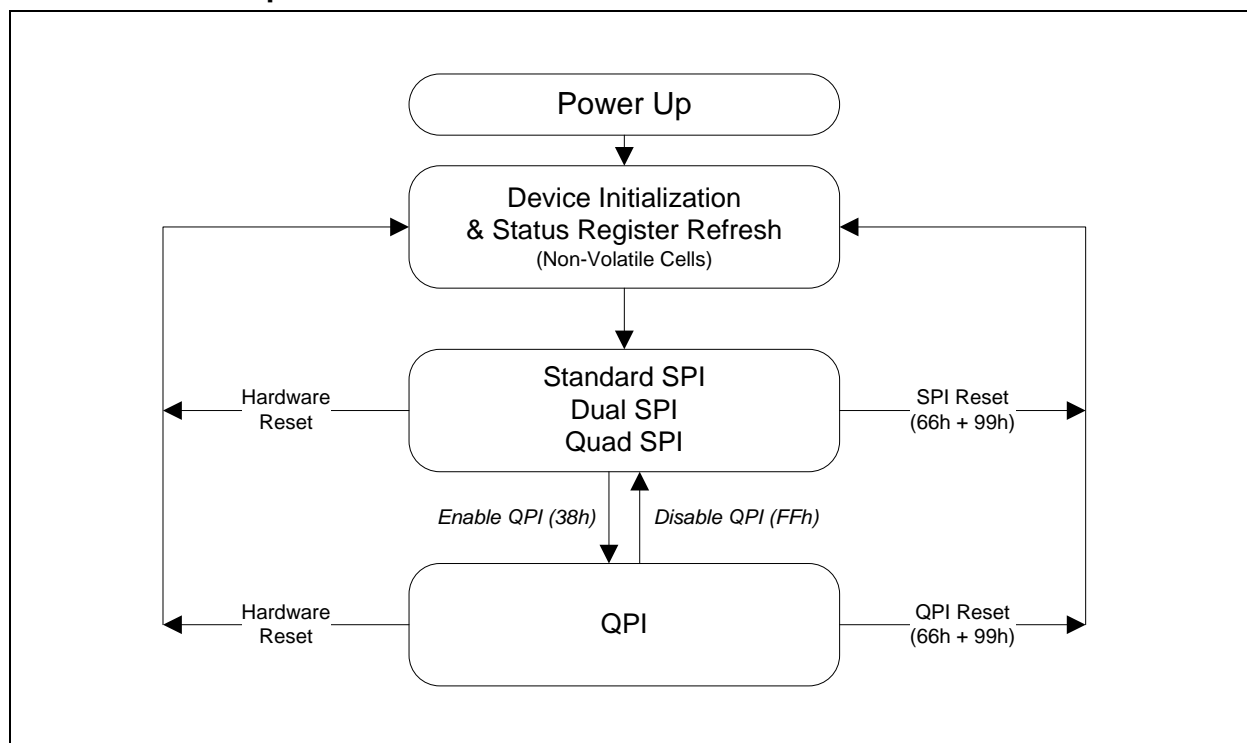 Power Up
Device Initialization
& Status Register Refresh
(Non-Volatile Cells)
Standard SPI
Dual SPI
Quad SPI
Hardware
Reset
SPI Reset
(66h + 99h)
Enable QPI (38h)
Disable QPI (FFh)
QPI
Hardware
Reset
QPI Reset
(66h + 99h)